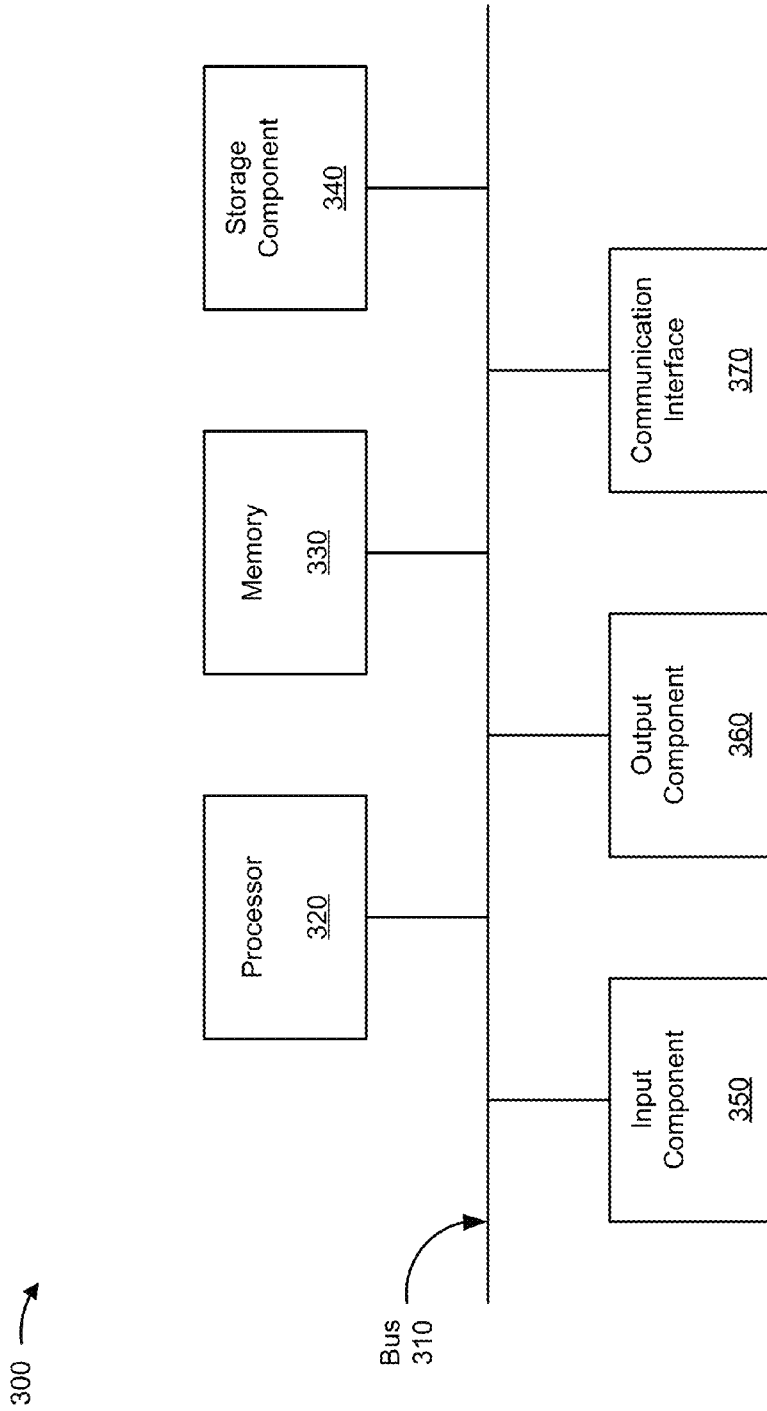 300
Processor
320
Memory
330
Storage
Component
340
Bus
310
Input
Component
350
Output
Component
360
Communication
Interface
370